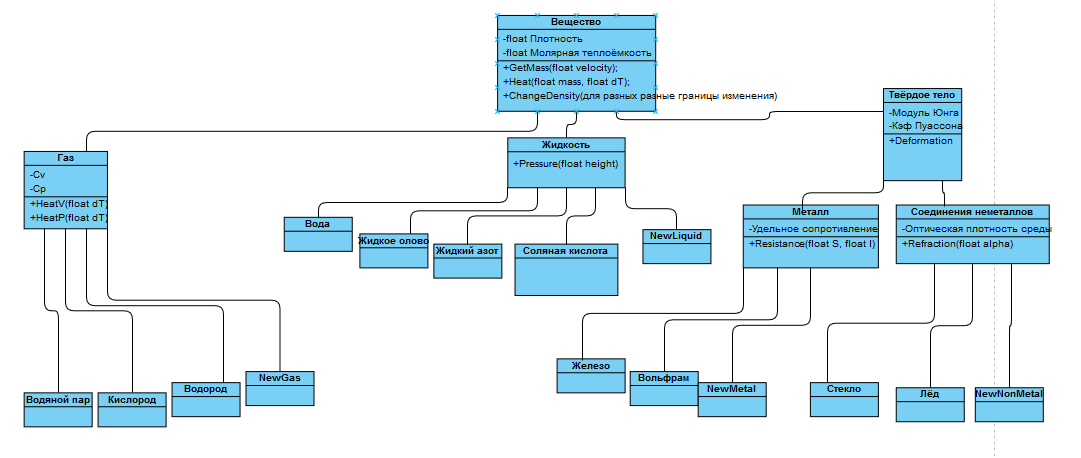 Вещество
-float Плотность
-float Молярная теплоёмкость
+GetMass(float velocity);
+Heat(float mass, float dT);
+ChangeDensity(для разных разные границы изменения)
Твёрдое тело
-Модуль Юнга
-Кэф Пуассона
+Deformation
Газ
-Cv
-Cp
+HeatV(float dT)
+HeatP(float dT)
Жидкость
+Pressure(float height)
Вода
Жидкое олово
Жидкий азот
Соляная кислота
NewLiquid
Металл
-Удельное сопротивление
+Resistance(float S, float l)
Соединения неметаллов
-Оптическая плотность среды
+Refraction(float alpha)
Водяной пар
Кислород
Водород
NewGas
Железо
Вольфрам
NewMetal
Стекло
Лёд
NewNonMetal